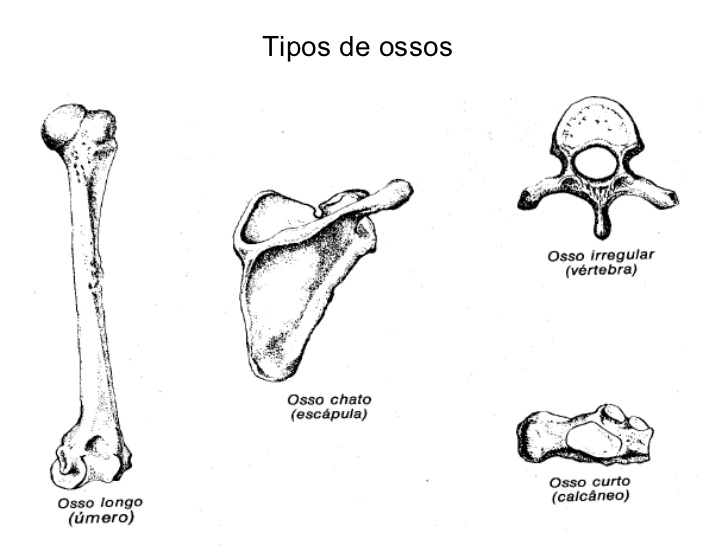 Tipos de ossos
Osso irregular
(vértebra)
Osso chato
(escápula)
Osso longo
(úmero)
Osso curto
(calcâneo)